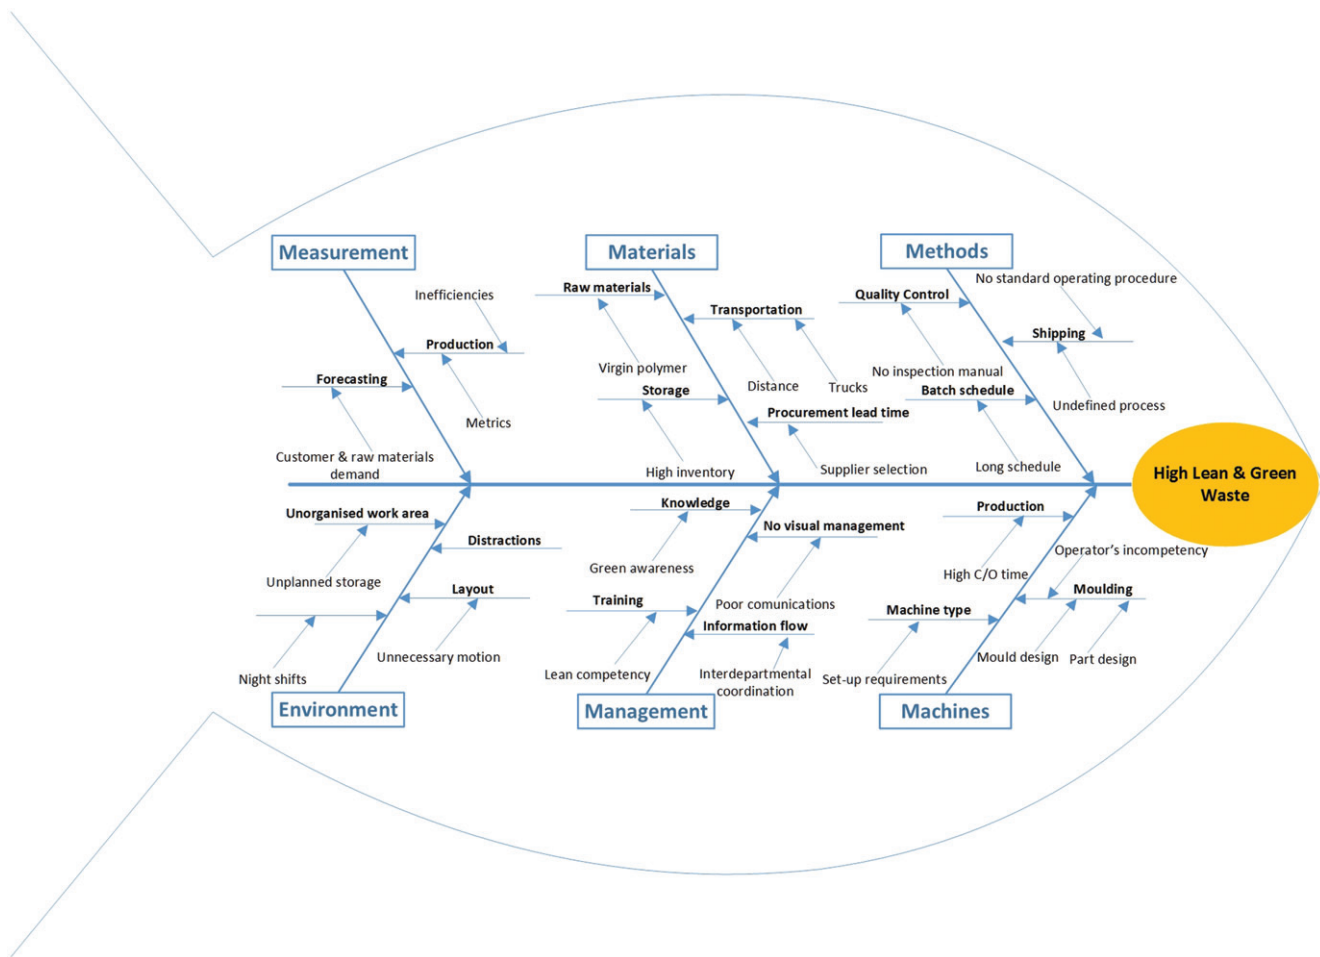 Measurement
Materials
Methods
Inefficiencies
Production
Forecasting
Metrics
Customer & raw materials
demand
Raw materials
Transportation
Virgin polymer
Distance
Trucks
Storage
Procurement lead time
High inventory
Supplier selection
No standard operating procedure
Quality Control
Shipping
No inspection manual
Undefined process
Batch schedule
Long schedule
High Lean & Green
Waste
Unorganised work area
Distractions
Unplanned storage
Layout
Unnecessary motion
Night shifts
Environment
Knowledge
No visual management
Green awareness
Poor comunications
Training
Information flow
Lean competency
Interdepartmental
coordination
Management
Production
Operator's incompetency
High C/O time
Moulding
Machine type
Mould design
Part design
Set-up requirements
Machines